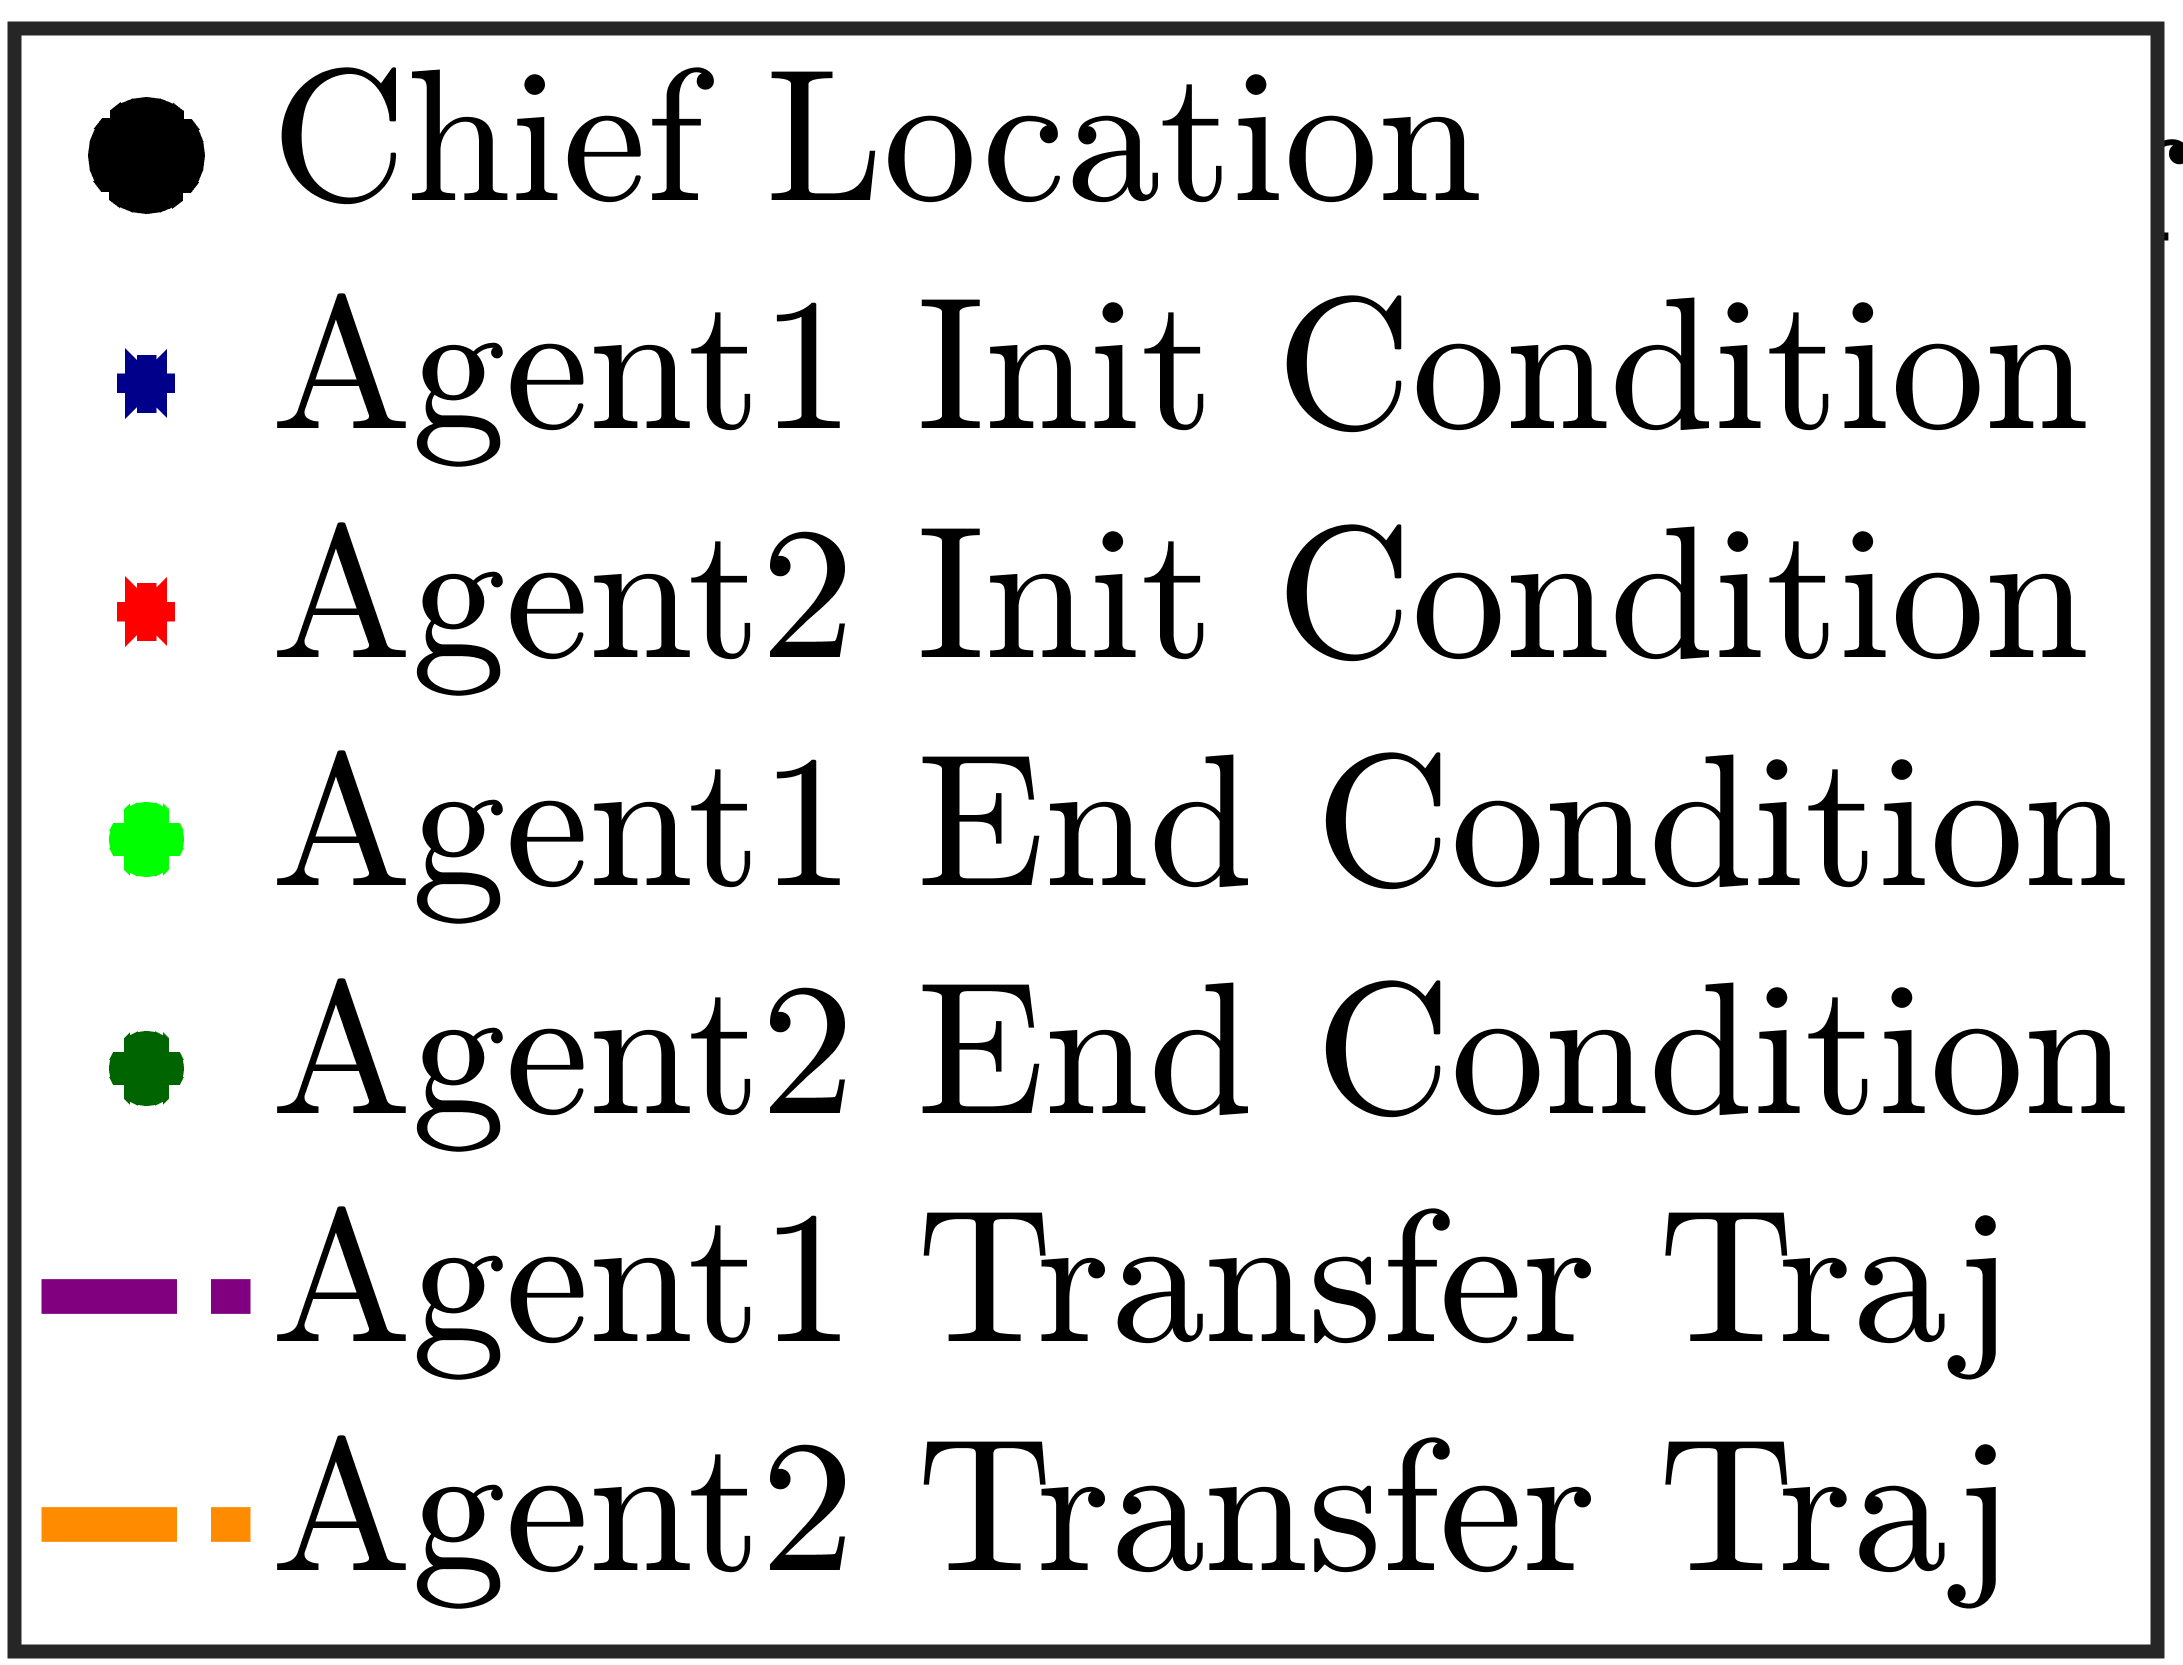 Chief Location
Agent1 Init Condition
Agent2 Init Condition
Agent1 End Condition
Agent2 End Condition
Agent1 Transfer Traj
Agent2 Transfer Traj